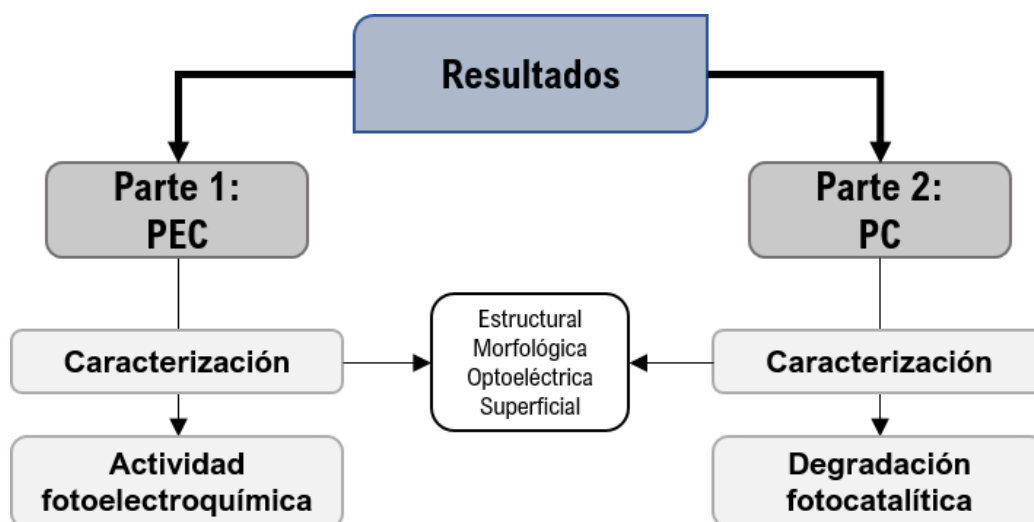 Resultados
Parte 1:
PEC
Parte 2:
PC
Caracterización
Estructural
Morfológica
Optoeléctrica
Superficial
Caracterización
Actividad
fotoelectroquímica
Degradación
fotocatalítica